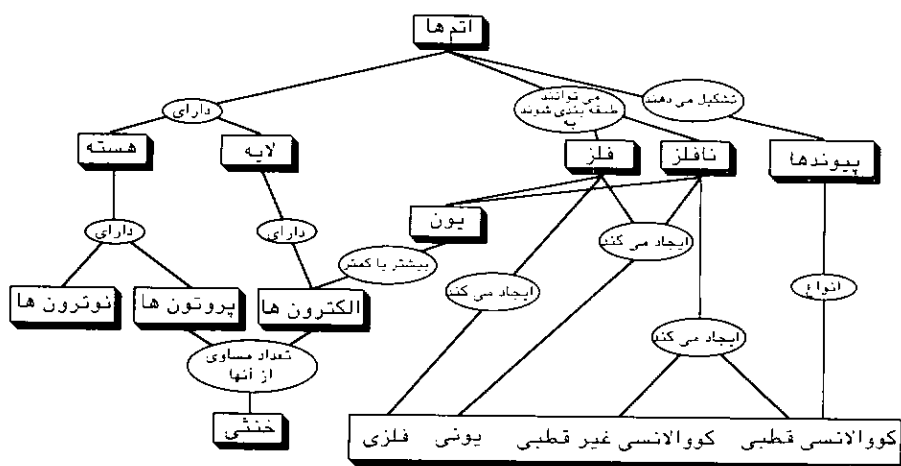 اتم ها
تشکیل می دهند
می توانند
طبقه بندی شوند
به
دارای
پیوندها
نافلز
فلز
لایه
هسته
یون
ایجاد می کند
دارای
دارای
بیشتر یا کمتر
انواع
ایجاد می کند
الکترون ها
پروتون ها
نوترون ها
ایجاد می کند
تعداد مساوی
از آنها
خنثی
کووالانسی قطبی
کووالانسی غیر قطبی
یونی
فلزی